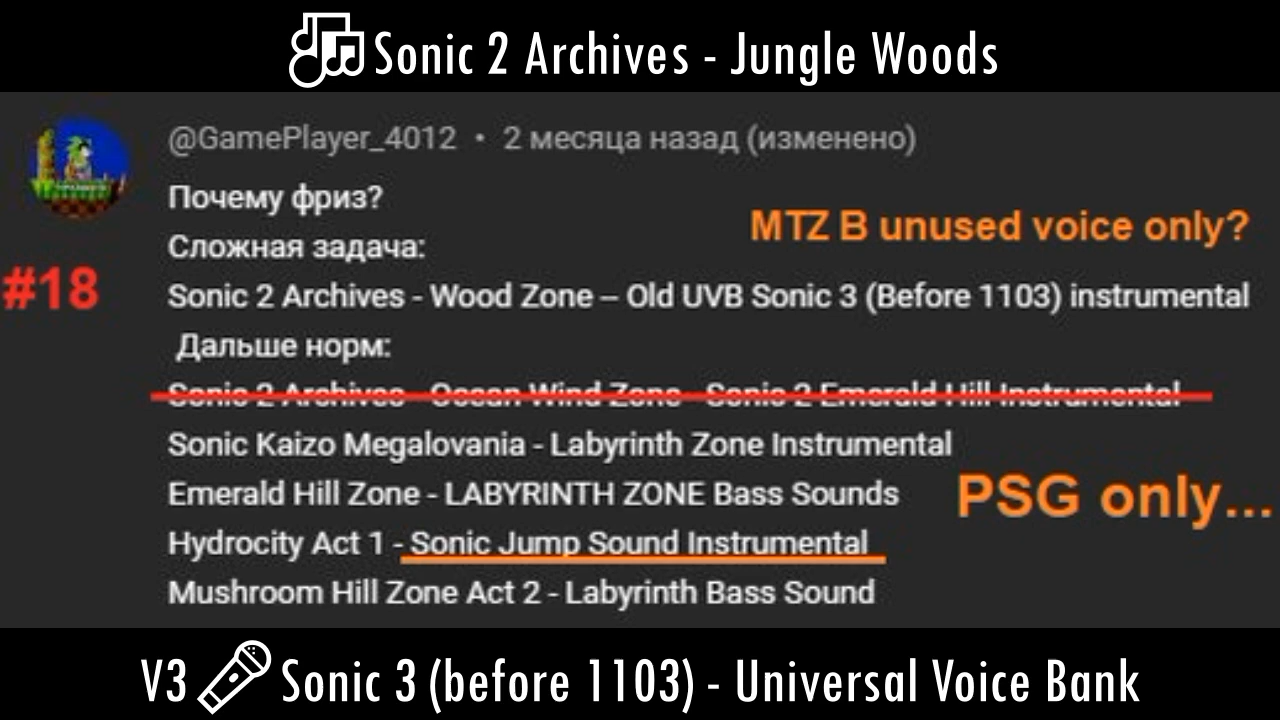 Sonic 2 Archives - Jungle Woods
@GamePlayer_4012 • 2 месяца назад (изменено)
Почему фриз?
MTZ B unused voice only?
Сложная задача:
#18
Sonic 2 Archives - Wood Zone – Old UVB Sonic 3 (Before 1103) instrumental
Дальше норм:
Sonic 2 Archives - Ocean Wind Zone - Sonic 2 Emerald Hill Instrumental
Sonic Kaizo Megalovania - Labyrinth Zone Instrumental
Emerald Hill Zone - LABYRINTH ZONE Bass Sounds
PSG only...
Hydrocity Act 1 - Sonic Jump Sound Instrumental
Mushroom Hill Zone Act 2 - Labyrinth Bass Sound
V3 Sonic 3 (before 1103) - Universal Voice Bank